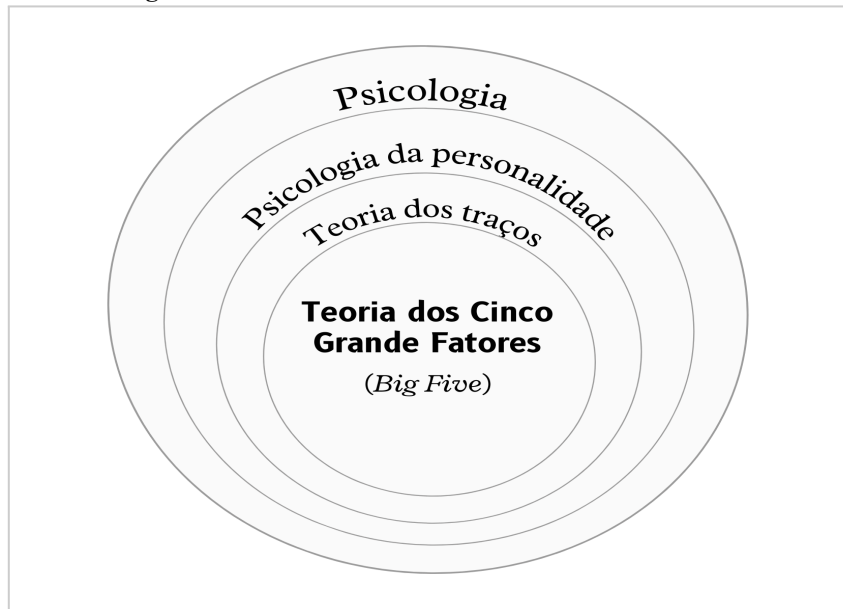 Psicologia
Psicologia da personalidade
Teoria dos traços
Teoria dos Cinco
Grande Fatores
(Big Five)